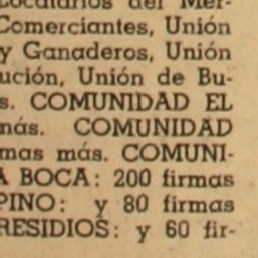 Locatarios del Mer-
Comerciantes, Unión
y Ganaderos, Unión
ución, Unión de Bu-
s. COMUNIDAD EL
más. COMUNIDAD
mas más. COMUNI-
A BOCA: 200 firmas
PINO: y 80 firmas
RESIDIOS: y 60 fir-